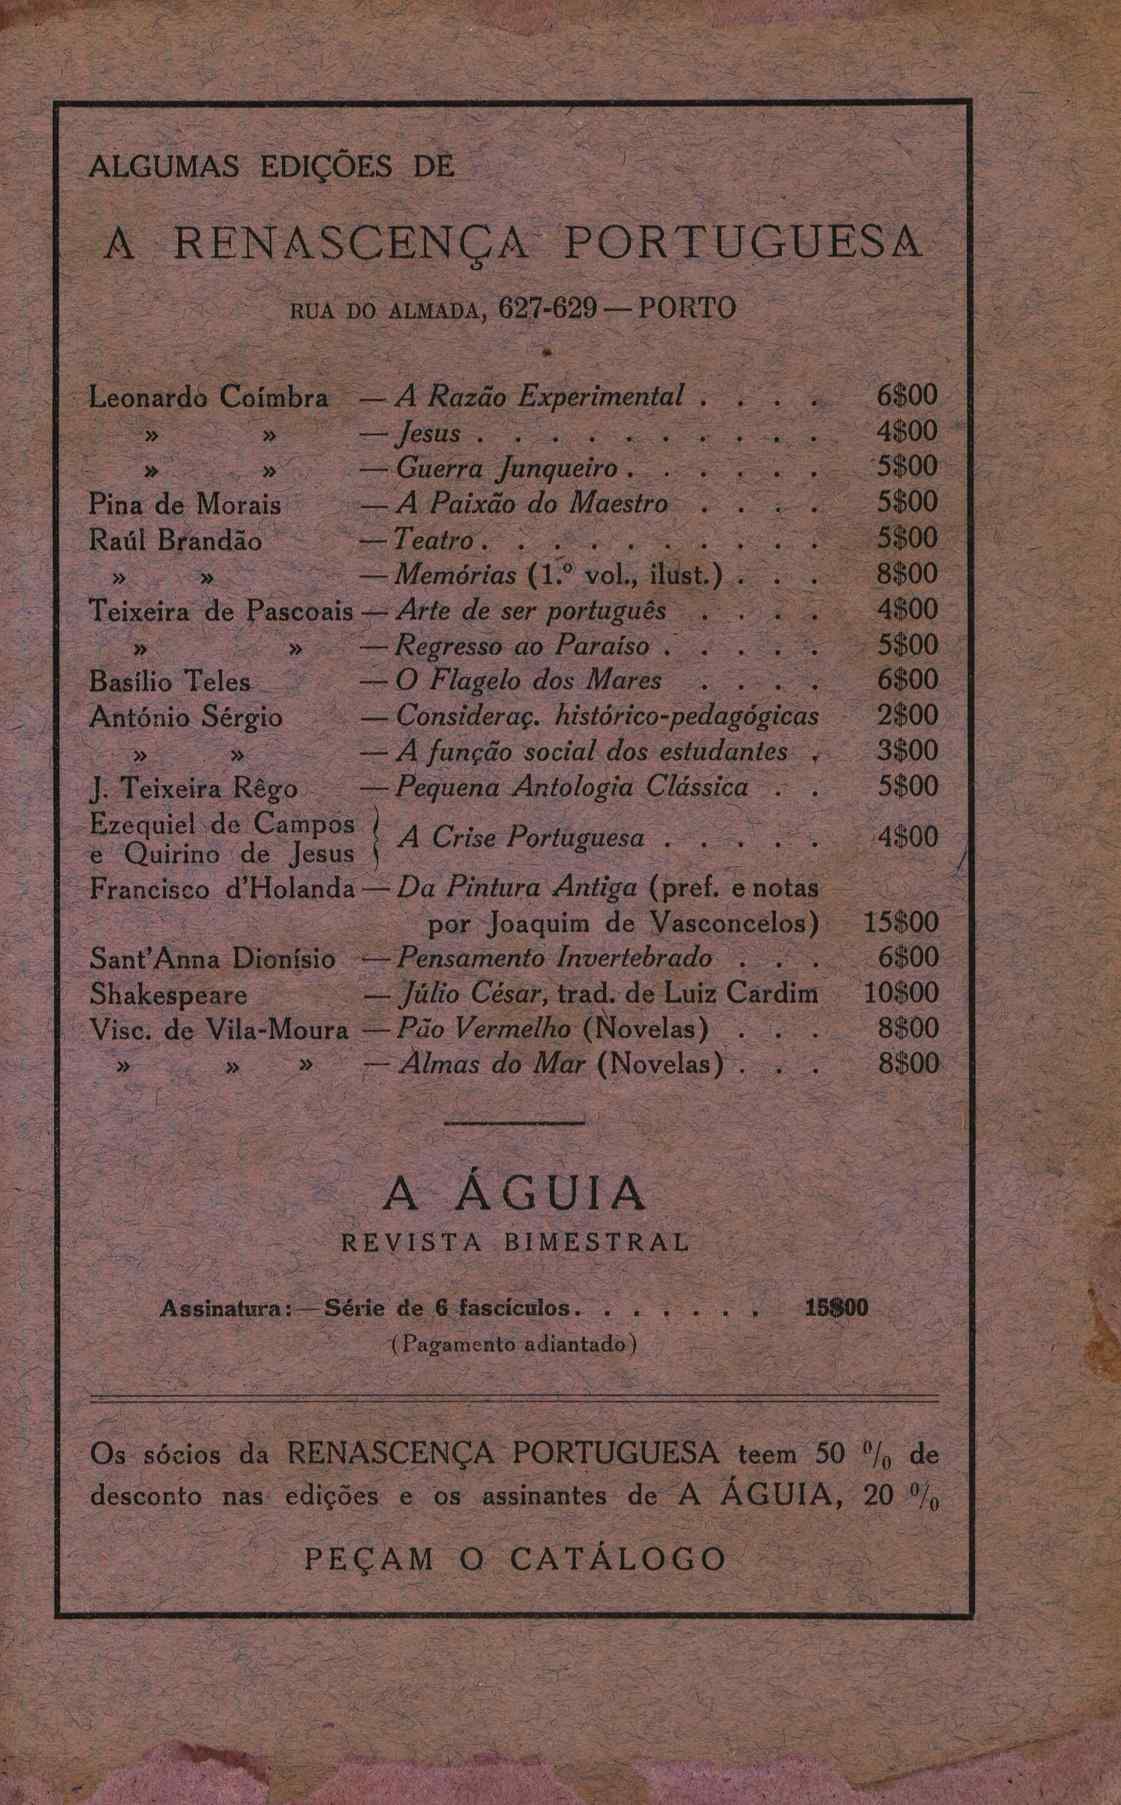 ALGUMAS EDIÇÕES DE
A RENASCENÇA PORTUGUESA
RUA DO ALMADA, 627-629 — PORTO
Leonardo Coímbra — A Razão Experimental . . . . 6$00
» » — Jesus . . . . . . . . . . 4$00
» » — Guerra Junqueiro . . . . . . 5$00
Pina de Morais — A Paixão do Maestro . . . . 5$00
Raúl Brandão — Teatro . . . . . . . . . . 5$00
» » — Memórias (1.º vol., ilust.) . . . 8$00
Teixeira de Pascoais — Arte de ser português . . . . 4$00
» » — Regresso ao Paraíso . . . . . 5$00
Basílio Teles — O Flagelo dos Mares . . . . 6$00
António Sérgio — Consideraç. histórico-pedagógicas 2$00
» » — A função social dos estudantes . 3$00
J. Teixeira Rêgo — Pequena Antologia Clássica . . 5$00
Ezequiel de Campos
e Quirino de Jesus } A Crise Portuguesa . . . . . 4$00
Francisco d'Holanda — Da Pintura Antiga (pref. e notas
por Joaquim de Vasconcelos) 15$00
Sant'Anna Dionísio — Pensamento Invertebrado . . . 6$00
Shakespeare — Júlio César, trad. de Luiz Cardim 10$00
Visc. de Vila-Moura — Pão Vermelho (Novelas) . . . 8$00
» » » — Almas do Mar (Novelas) . . . 8$00
A ÁGUIA
REVISTA BIMESTRAL
Assinatura: — Série de 6 fascículos. . . . . . . 15$00
(Pagamento adiantado)
Os sócios da RENASCENÇA PORTUGUESA teem 50 % de
desconto nas edições e os assinantes de A ÁGUIA, 20 %
PEÇAM O CATÁLOGO